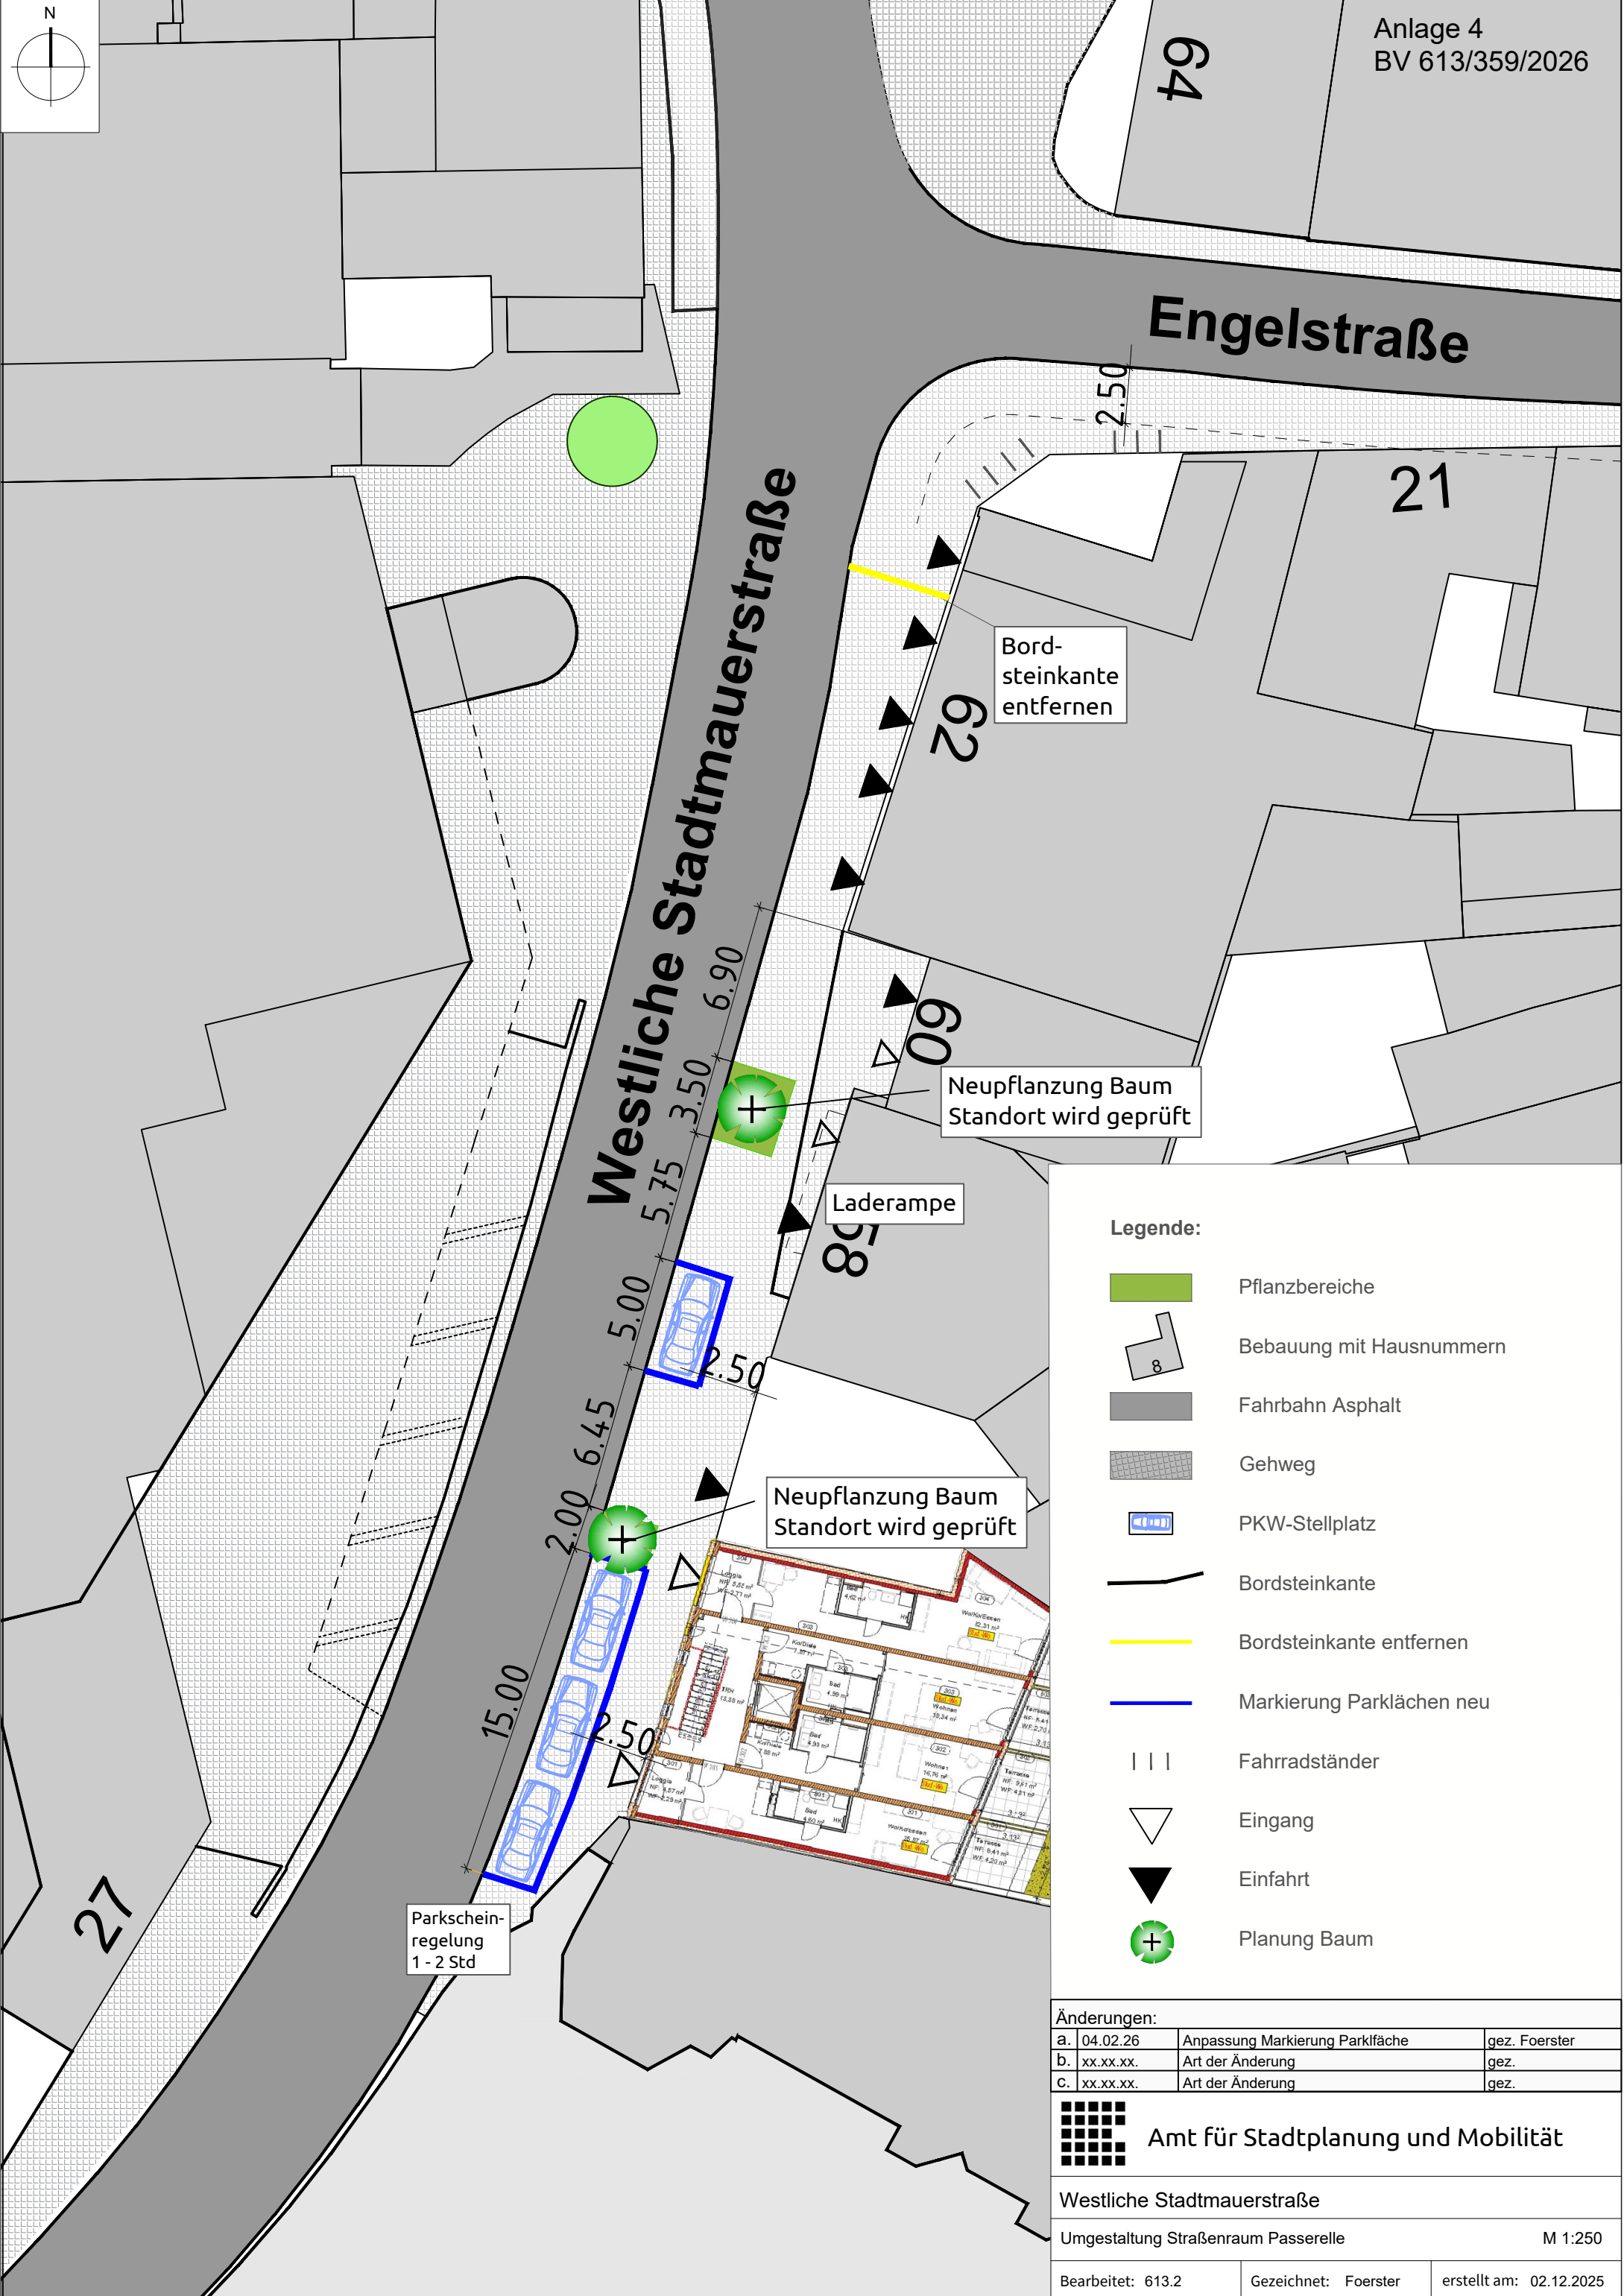 N
Anlage 4
BV 613/359/2026
64
Engelstraße
2.50
21
Westliche Stadtmauerstraße
Bord-
steinkante
entfernen
62
6.90
60
3.50
Neupflanzung Baum
Standort wird geprüft
5.75
Laderampe
58
5.00
2.50
6.45
2.00
Neupflanzung Baum
Standort wird geprüft
15.00
2.50
27
Parkschein-
regelung
1 - 2 Std
Legende:
Pflanzbereiche
8
Bebauung mit Hausnummern
Fahrbahn Asphalt
Gehweg
PKW-Stellplatz
Bordsteinkante
Bordsteinkante entfernen
Markierung Parklächen neu
Fahrradständer
Eingang
Einfahrt
Planung Baum
Änderungen:
a. 04.02.26 Anpassung Markierung Parklfäche gez. Foerster
b. xx.xx.xx. Art der Änderung gez.
c. xx.xx.xx. Art der Änderung gez.
Amt für Stadtplanung und Mobilität
Westliche Stadtmauerstraße
Umgestaltung Straßenraum Passerelle M 1:250
Bearbeitet: 613.2 Gezeichnet: Foerster erstellt am: 02.12.2025